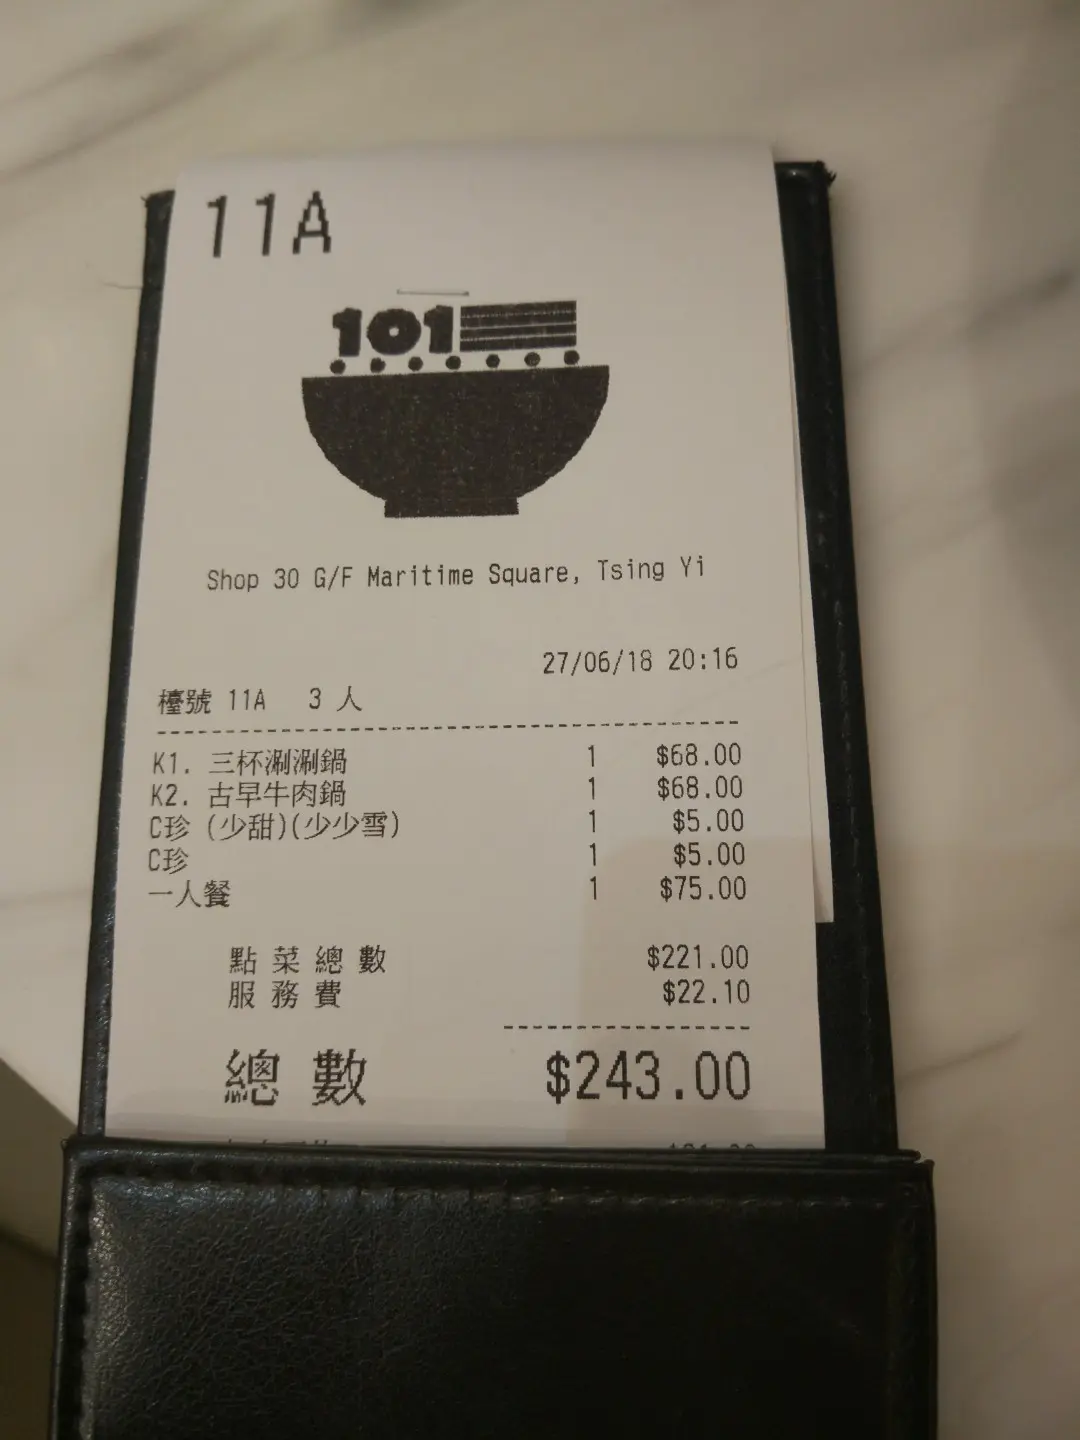 11A
101
Shop 30 G/F Maritime Square, Tsing Yi
27/06/18 20:16
檯號 11A 3 人
K1. 三杯涮涮鍋 1 $68.00
K2. 古早牛肉鍋 1 $68.00
C珍 (少甜)(少少雪) 1 $5.00
C珍 1 $5.00
一人餐 1 $75.00
點菜總數 $221.00
服務費 $22.10
總數 $243.00